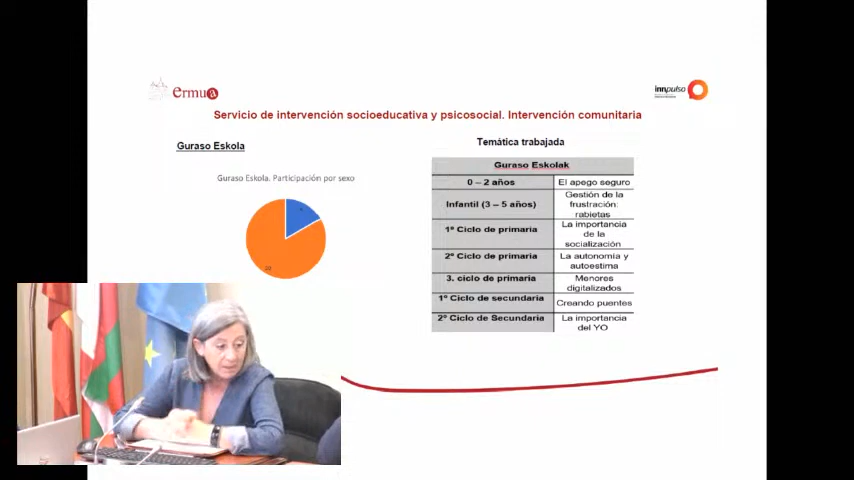 ermua
innpulso
Servicio de intervención socioeducativa y psicosocial. Intervención comunitaria
Guraso Eskola
Guraso Eskola. Participación por sexo
Temática trabajada
Guraso Eskolak
0 – 2 años
El apego seguro
Infantil (3 – 5 años)
Gestión de la
frustración:
rabietas
1º Ciclo de primaria
La importancia
de la
socialización
2º Ciclo de primaria
La autonomía y
autoestima
3. ciclo de primaria
Menores
digitalizados
1º Ciclo de secundaria
Creando puentes
2º Ciclo de Secundaria
La importancia
del YO